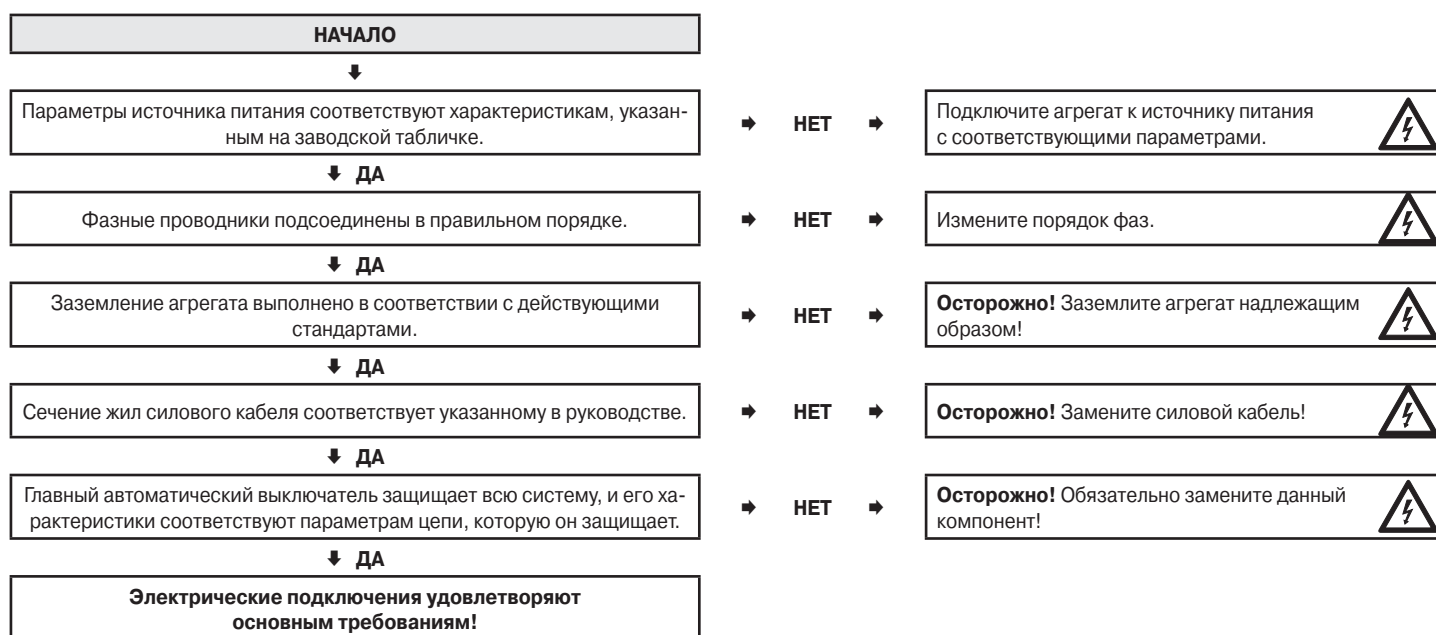 НАЧАЛО
Параметры источника питания соответствуют характеристикам, указан-
ным на заводской табличке.
НЕТ
Подключите агрегат к источнику питания
с соответствующими параметрами.
ДА
Фазные проводники подсоединены в правильном порядке.
НЕТ
Измените порядок фаз.
ДА
Заземление агрегата выполнено в соответствии с действующими
стандартами.
НЕТ
Осторожно! Заземлите агрегат надлежащим
образом!
ДА
Сечение жил силового кабеля соответствует указанному в руководстве.
НЕТ
Осторожно! Замените силовой кабель!
ДА
Главный автоматический выключатель защищает всю систему, и его ха-
рактеристики соответствуют параметрам цепи, которую он защищает.
НЕТ
Осторожно! Обязательно замените данный
компонент!
ДА
Электрические подключения удовлетворяют
основным требованиям!